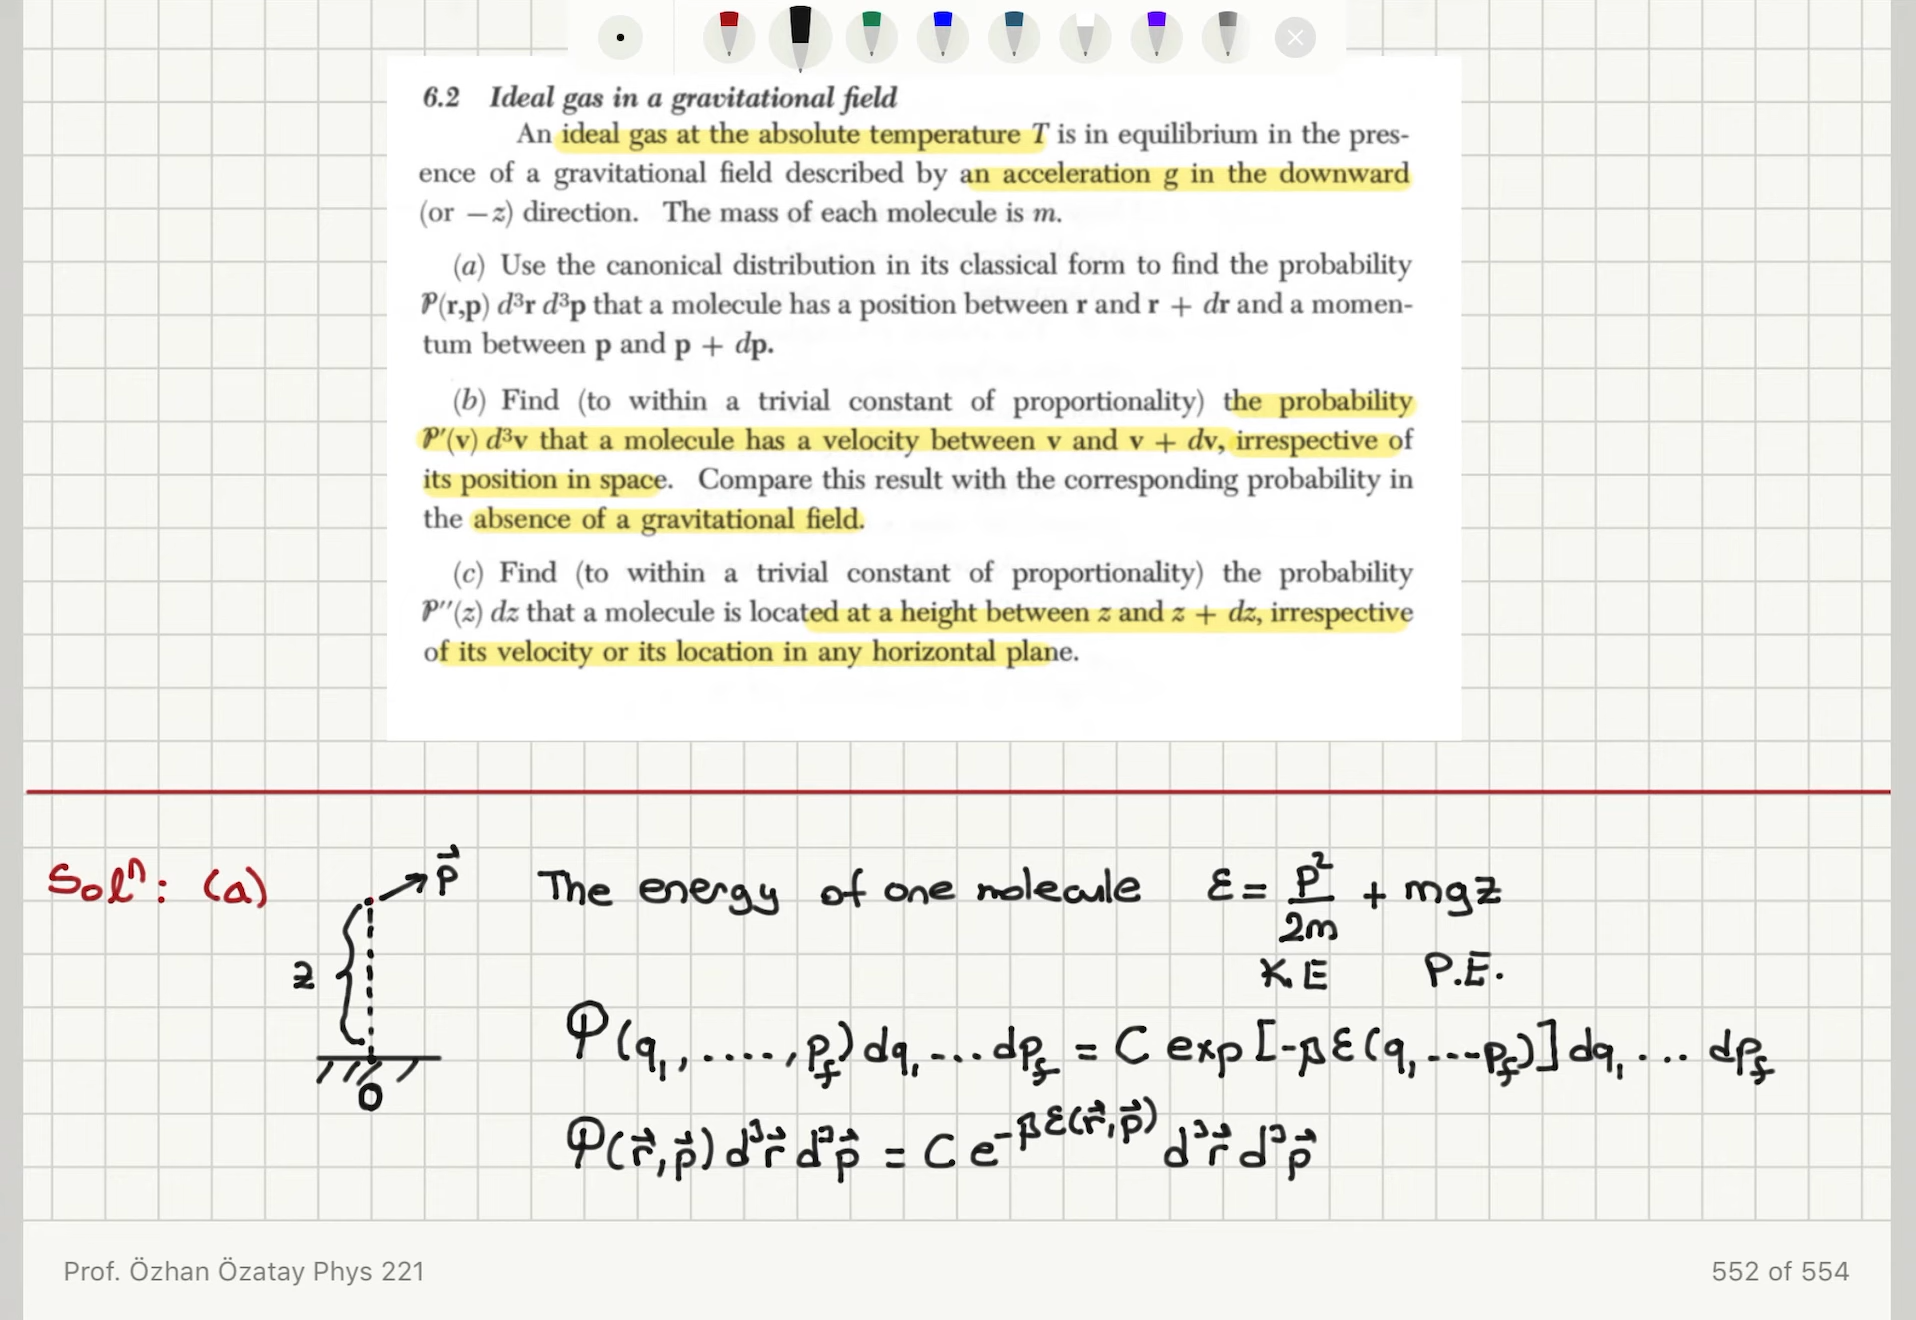 6.2 Ideal gas in a gravitational field
An ideal gas at the absolute temperature T is in equilibrium in the pres-
ence of a gravitational field described by an acceleration g in the downward
(or −z) direction. The mass of each molecule is m.
(a) Use the canonical distribution in its classical form to find the probability
𝒫(r,p) d³r d³p that a molecule has a position between r and r + dr and a momen-
tum between p and p + dp.
(b) Find (to within a trivial constant of proportionality) the probability
𝒫′(v) d³v that a molecule has a velocity between v and v + dv, irrespective of
its position in space. Compare this result with the corresponding probability in
the absence of a gravitational field.
(c) Find (to within a trivial constant of proportionality) the probability
𝒫″(z) dz that a molecule is located at a height between z and z + dz, irrespective
of its velocity or its location in any horizontal plane.
Solⁿ: (a) p⃗ The energy of one molecule ε = p²/2m + mgz
z KE P.E.
𝒫(q₁, ...., p_f) dq₁ ... dp_f = C exp[-βε(q₁ ... p_f)] dq₁ ... dp_f
O
𝒫(r⃗,p⃗) d³r⃗ d³p⃗ = C e^{-βε(r⃗,p⃗)} d³r⃗ d³p⃗
Prof. Özhan Özatay Phys 221
552 of 554